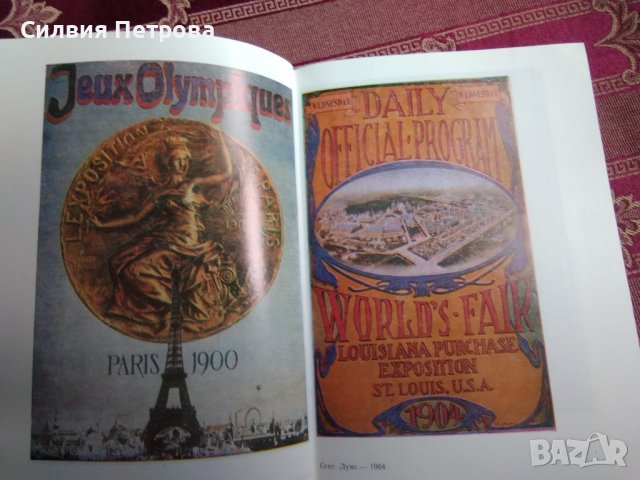 Силвия Петрова
Jeux Olympiques
L'EXPOSITION PARIS
PARIS 1900
WEDNESDAY WEDNESDAY
DAILY
OFFICIAL·PROGRAM
WORLD'S·FAIR
LOUISIANA PURCHASE
EXPOSITION
ST. LOUIS, U.S.A.
1904
Сент Луис — 1904
BAZAR